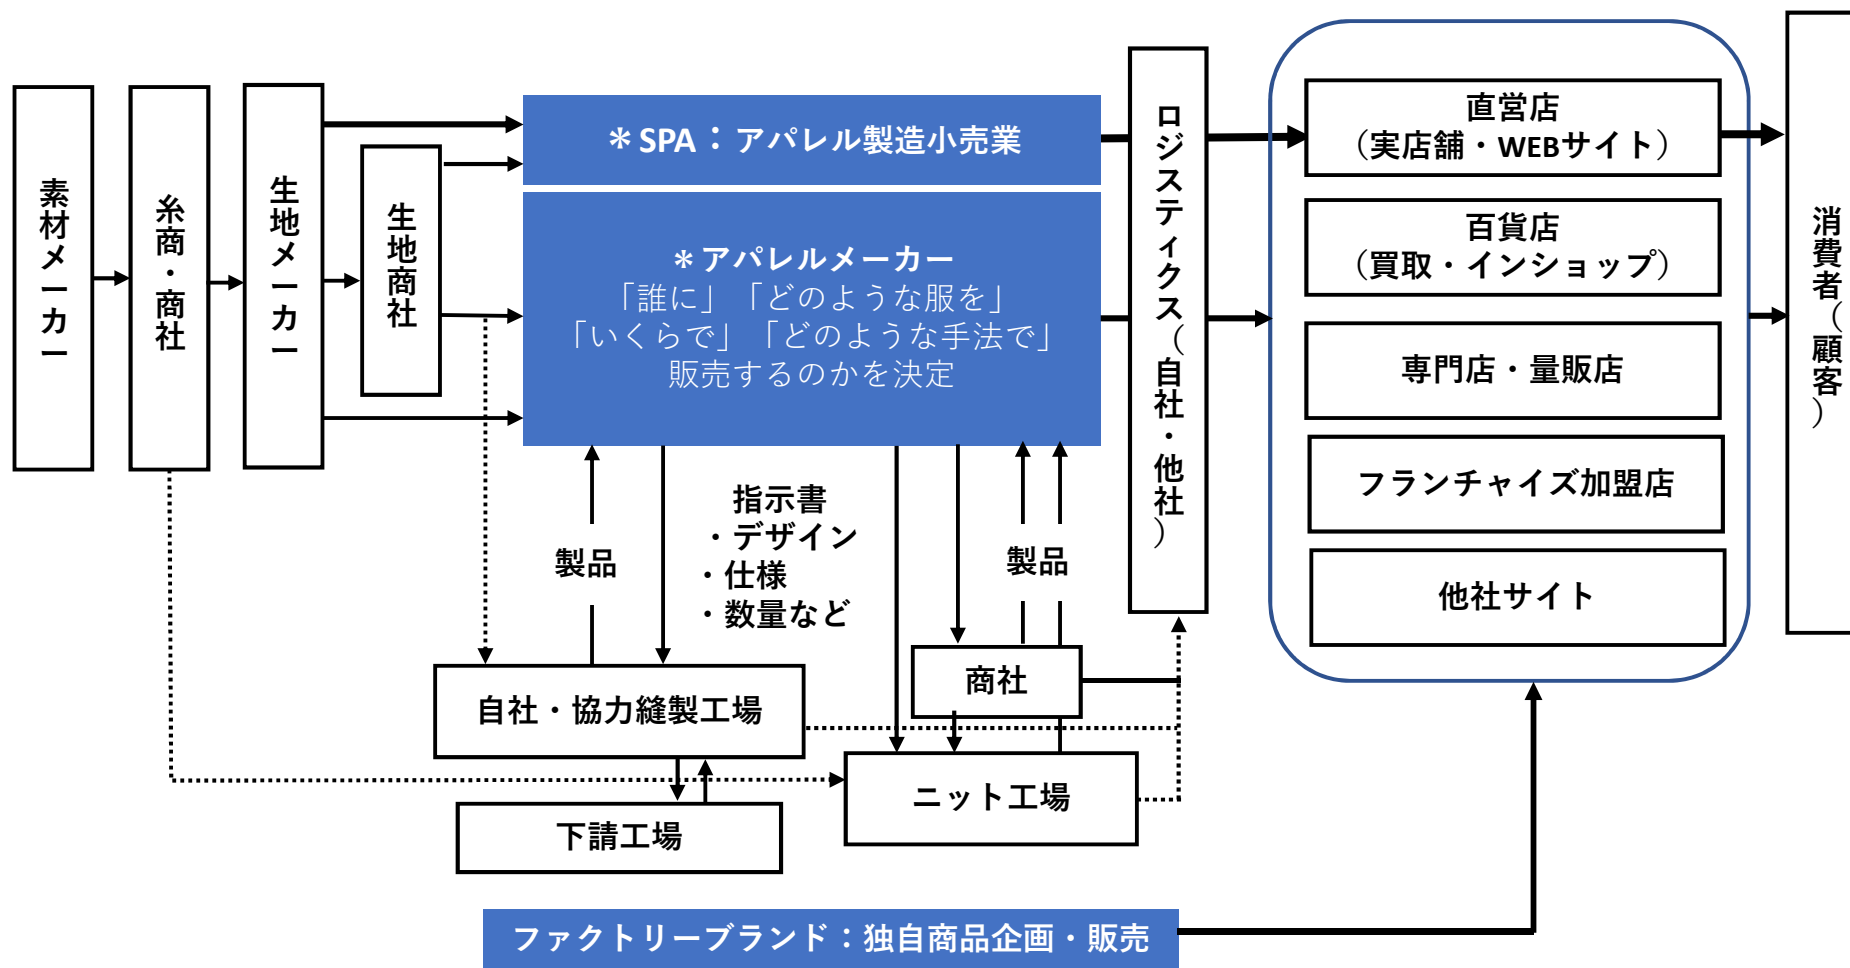 素材メーカー
糸商・商社
生地メーカー
生地商社
＊SPA：アパレル製造小売業
＊アパレルメーカー
「誰に」「どのような服を」
「いくらで」「どのような手法で」
販売するのかを決定
製品
指示書
・デザイン
・仕様
・数量など
製品
自社・協力縫製工場
下請工場
商社
ニット工場
ロジスティクス（自社・他社）
直営店
（実店舗・WEBサイト）
百貨店
（買取・インショップ）
専門店・量販店
フランチャイズ加盟店
他社サイト
消費者（顧客）
ファクトリーブランド：独自商品企画・販売